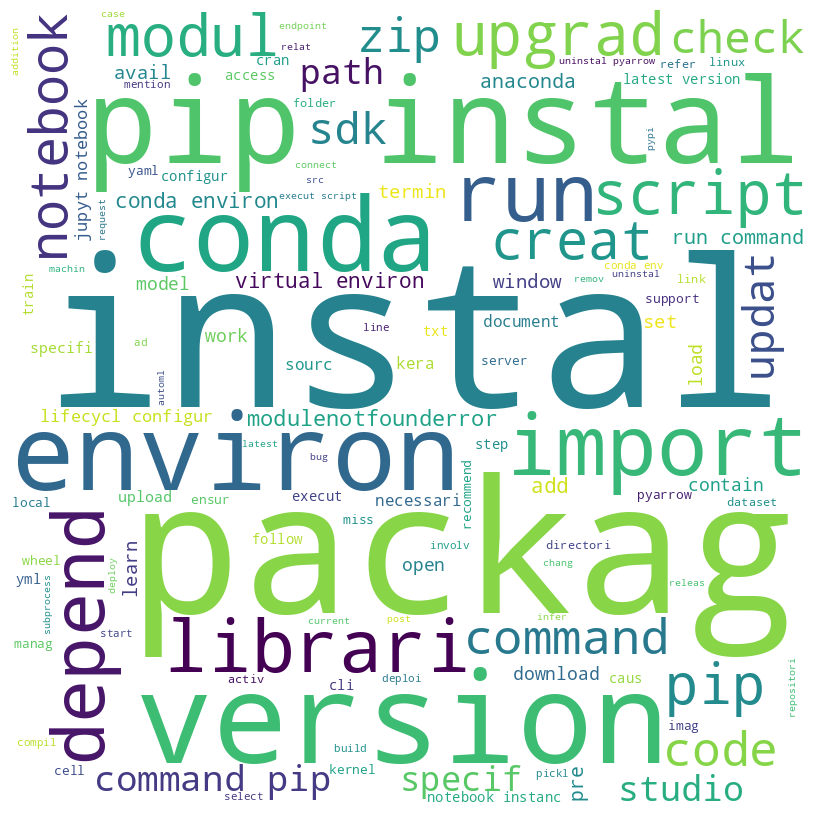 case
endpoint
addition
modul
zip
upgrad
check
notebook
relat
cran
uninstal pyarrow
refer
linux
avail
access
path
anaconda
latest version
mention
pip instal
jupyt notebook
folder
sdk
pypi
yaml
configur
connect
src
run
script
conda environ
execut script
termin
request
conda
creat
run command
machin
virtual environ
conda env
uninstal
train
model
window
remov
link
updat
instal
support
line
txt
document
set
specifi
ad
work
sourc
kera
server
load
automl
lifecycl configur
modulenotfounderror
import
environ
latest
bug
step
recommend
contain
local
upload
ensur
execut
necessari
add
pyarrow
dataset
depend
packag
miss
wheel
learn
follow
involv
directori
yml
deploy
open
chang
releas
subprocess
start
current
post
infer
manag
librari
command
activ
cli
deploi
download
caus
pip
repositori
version
imag
compil
build
code
cell
command pip
kernel
specif
pickl
pre
studio
select
notebook instanc